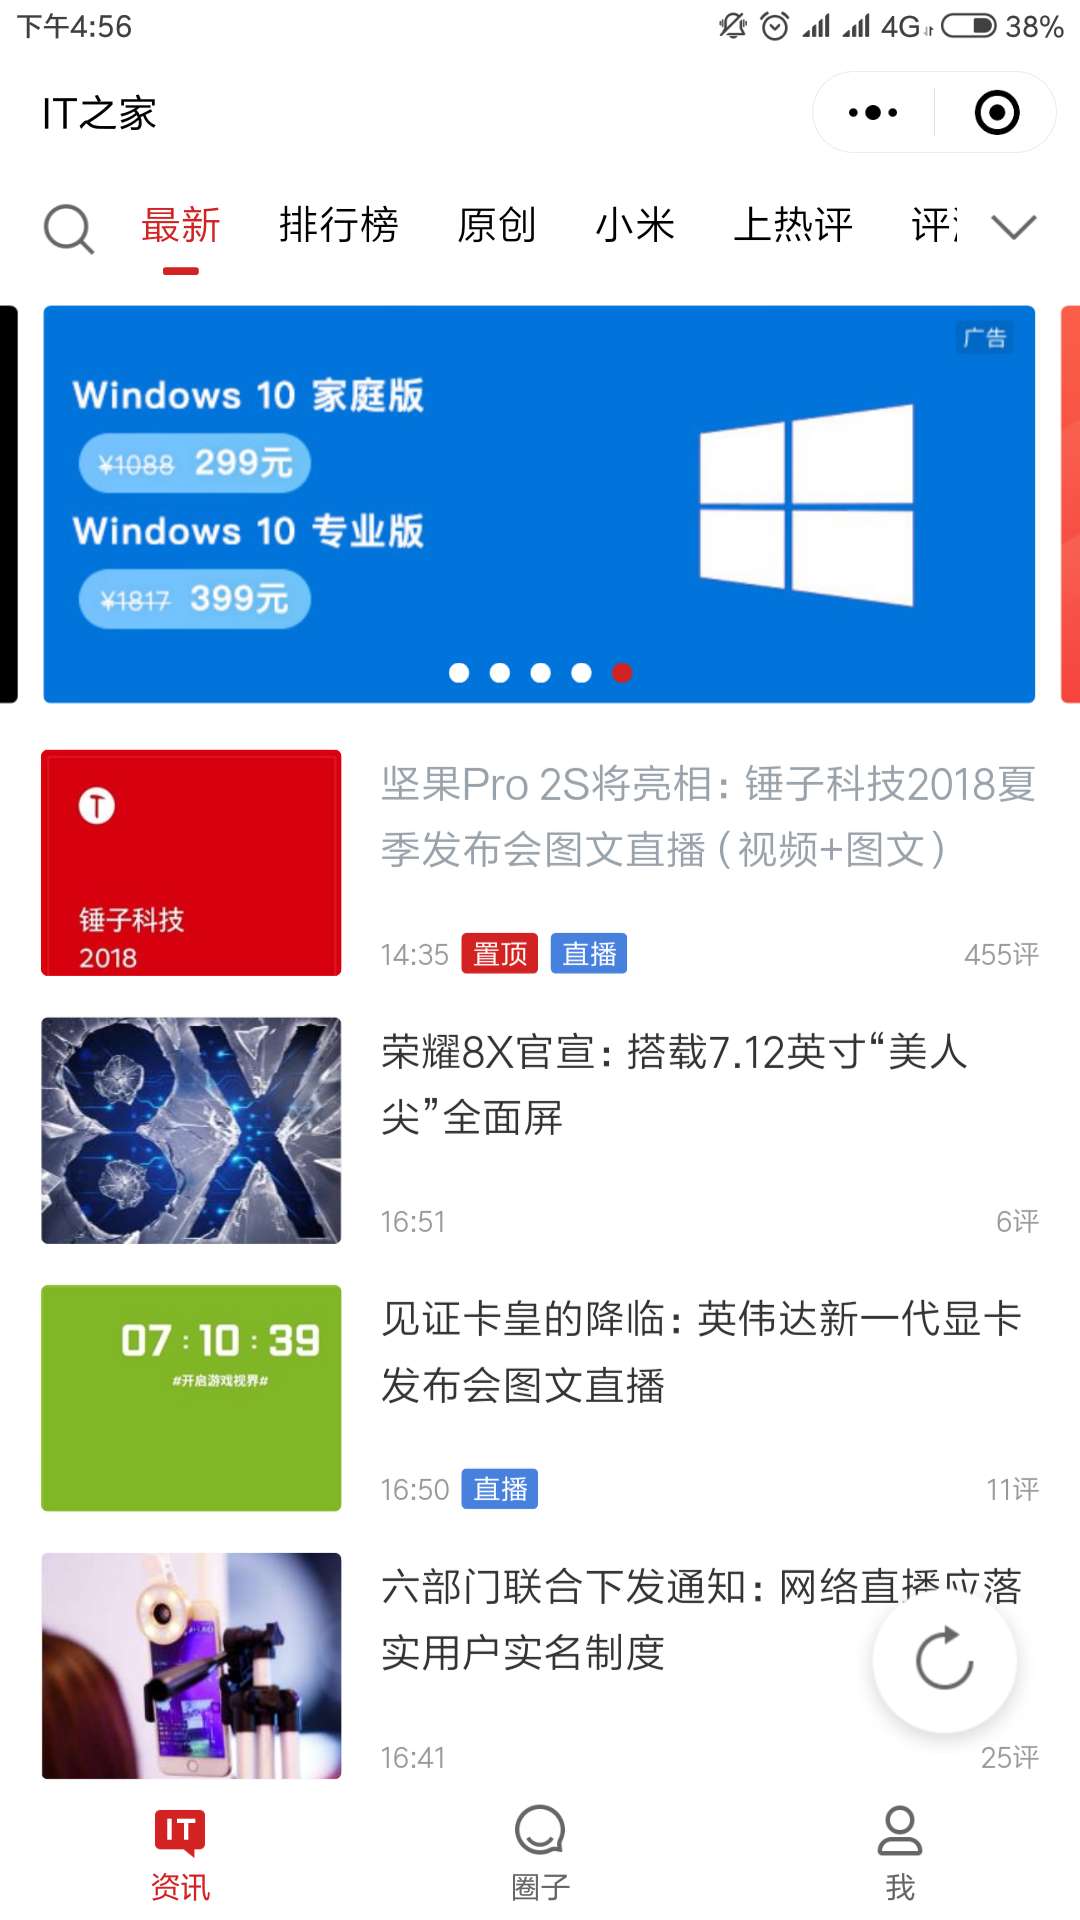 下午4:56
4G 38%
IT之家
最新 排行榜 原创 小米 上热评
广告
Windows 10 家庭版
¥1088 299元
Windows 10 专业版
¥1817 399元
锤子科技
2018
坚果Pro 2S将亮相：锤子科技2018夏
季发布会图文直播（视频+图文）
14:35 置顶 直播 455评
8X
荣耀8X官宣：搭载7.12英寸“美人
尖”全面屏
16:51 6评
07:10:39
#开启游戏视界#
见证卡皇的降临：英伟达新一代显卡
发布会图文直播
16:50 直播 11评
六部门联合下发通知：网络直播应落
实用户实名制度
16:41 25评
IT
资讯 圈子 我